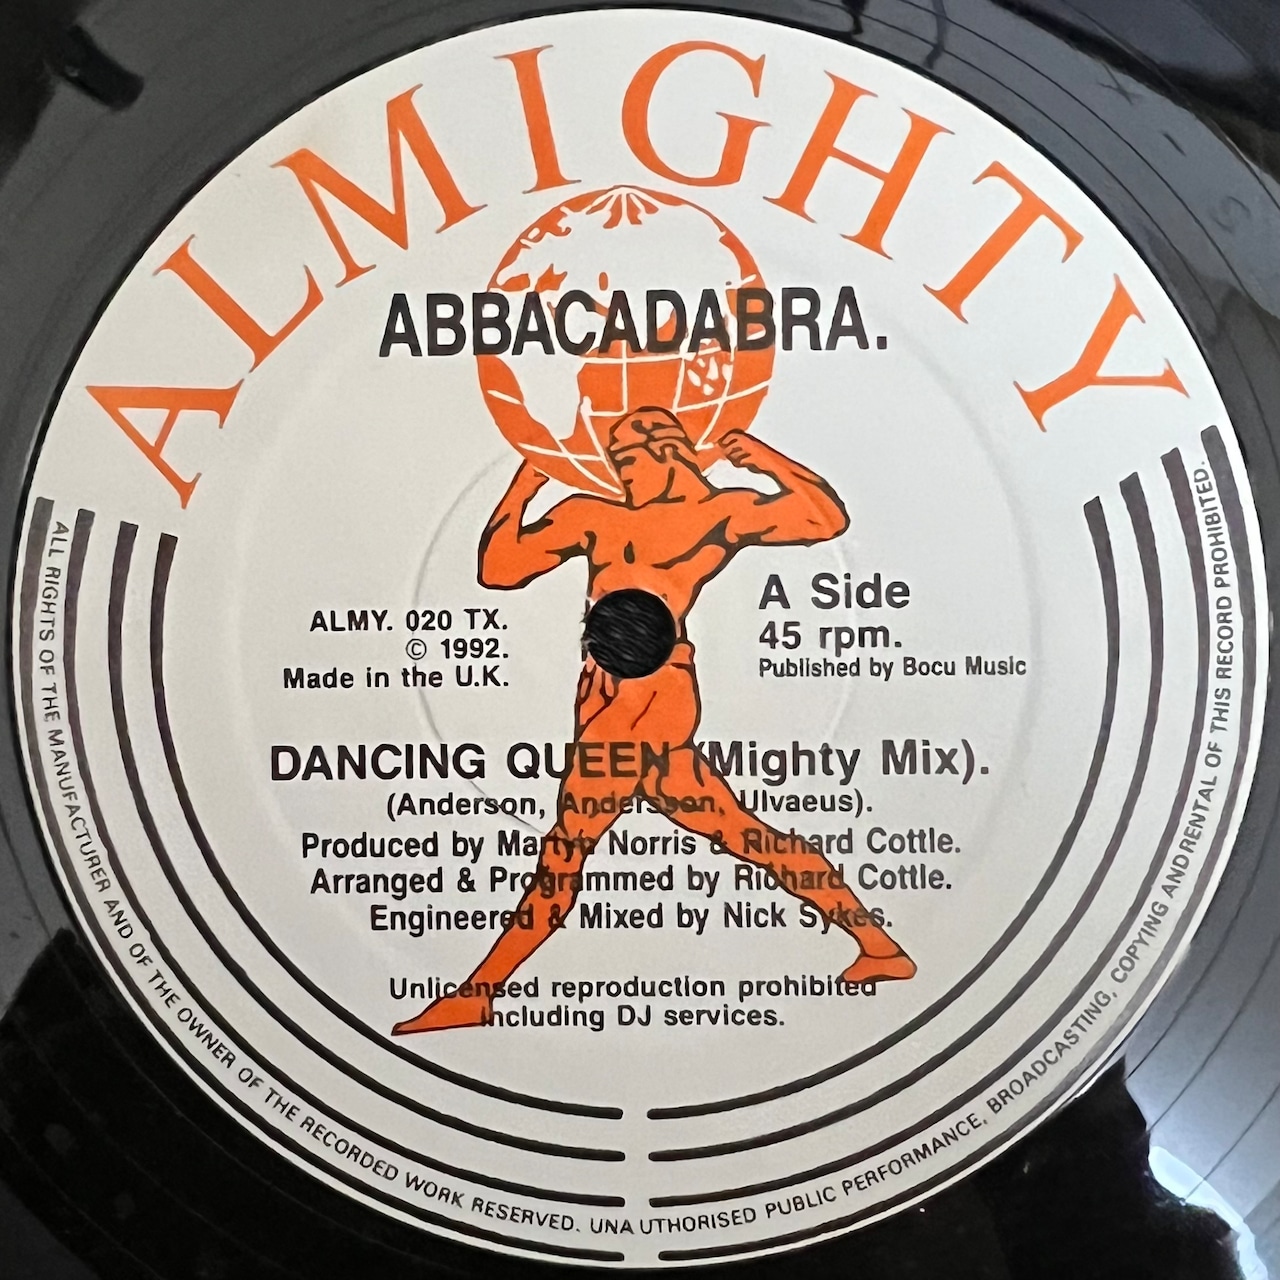 ALMIGHTY
ABBACADABRA.
ALMY. 020 TX.
© 1992.
Made in the U.K.
A Side
45 rpm.
Published by Bocu Music
DANCING QUEEN (Mighty Mix).
(Anderson, Andersson, Ulvaeus).
Produced by Martyn Norris & Richard Cottle.
Arranged & Programmed by Richard Cottle.
Engineered & Mixed by Nick Sykes.
Unlicensed reproduction prohibited
including DJ services.
ALL RIGHTS OF THE MANUFACTURER AND OF THE OWNER OF THE RECORDED WORK RESERVED. UNAUTHORISED PUBLIC PERFORMANCE, BROADCASTING, COPYING AND RENTAL OF THIS RECORD PROHIBITED.